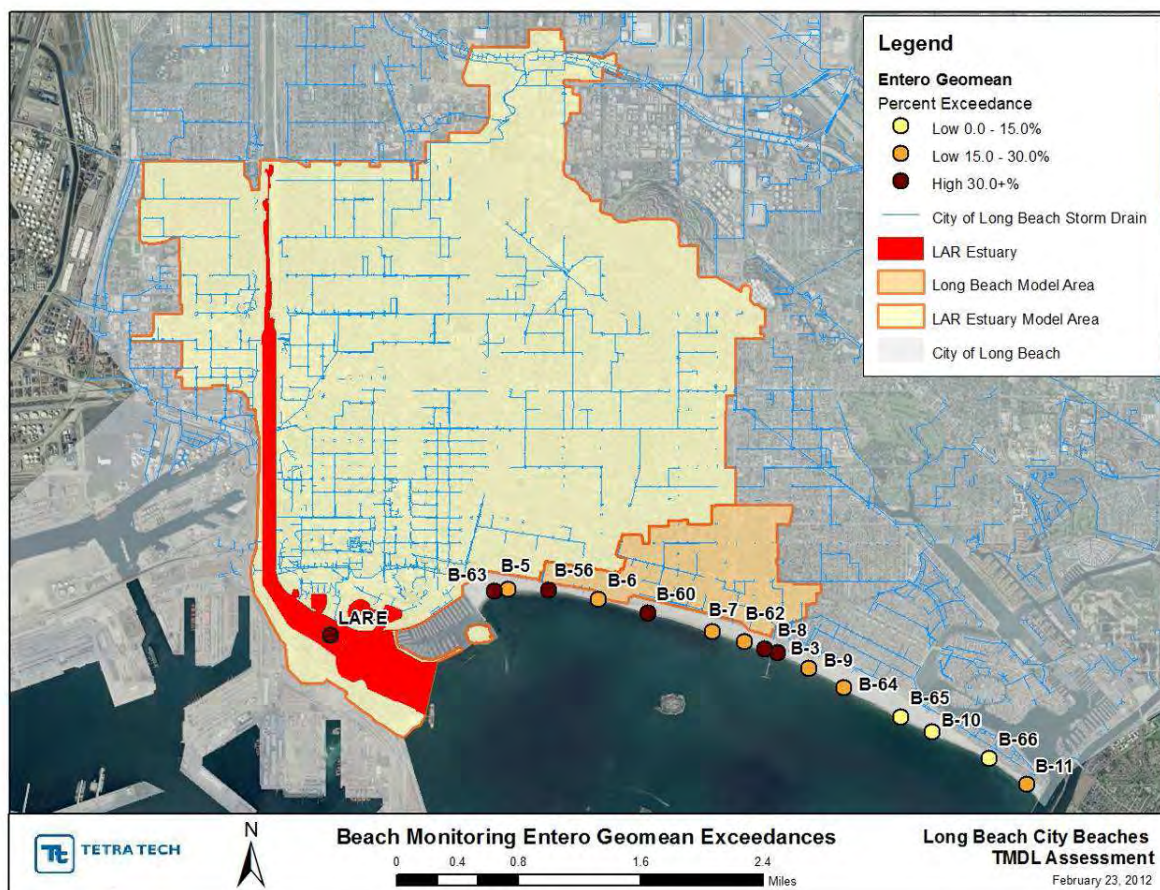 Legend
Entero Geomean
Percent Exceedance
Low 0.0 - 15.0%
Low 15.0 - 30.0%
High 30.0+%
City of Long Beach Storm Drain
LAR Estuary
Long Beach Model Area
LAR Estuary Model Area
City of Long Beach
B-63
B-5
B-56
B-6
B-60
B-7
B-62
B-8
B-3
B-9
B-64
B-65
B-10
B-66
B-11
LARE
Tt TETRA TECH
N
Beach Monitoring Entero Geomean Exceedances
0 0.4 0.8 1.6 2.4
Miles
Long Beach City Beaches
TMDL Assessment
February 23, 2012